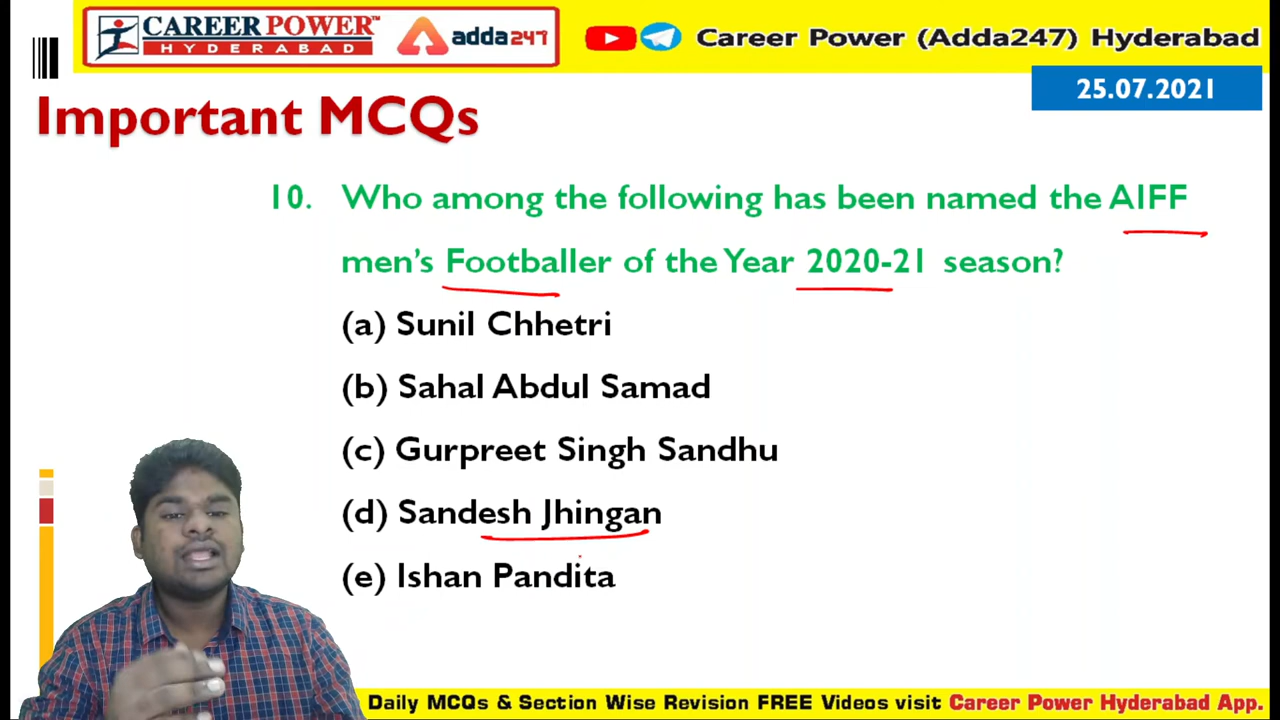 CAREER POWER™
HYDERABAD
adda247
Career Power (Adda247) Hyderabad
25.07.2021
Important MCQs
10. Who among the following has been named the AIFF
men's Footballer of the Year 2020-21 season?
(a) Sunil Chhetri
(b) Sahal Abdul Samad
(c) Gurpreet Singh Sandhu
(d) Sandesh Jhingan
(e) Ishan Pandita
Daily MCQs & Section Wise Revision FREE Videos visit Career Power Hyderabad App.